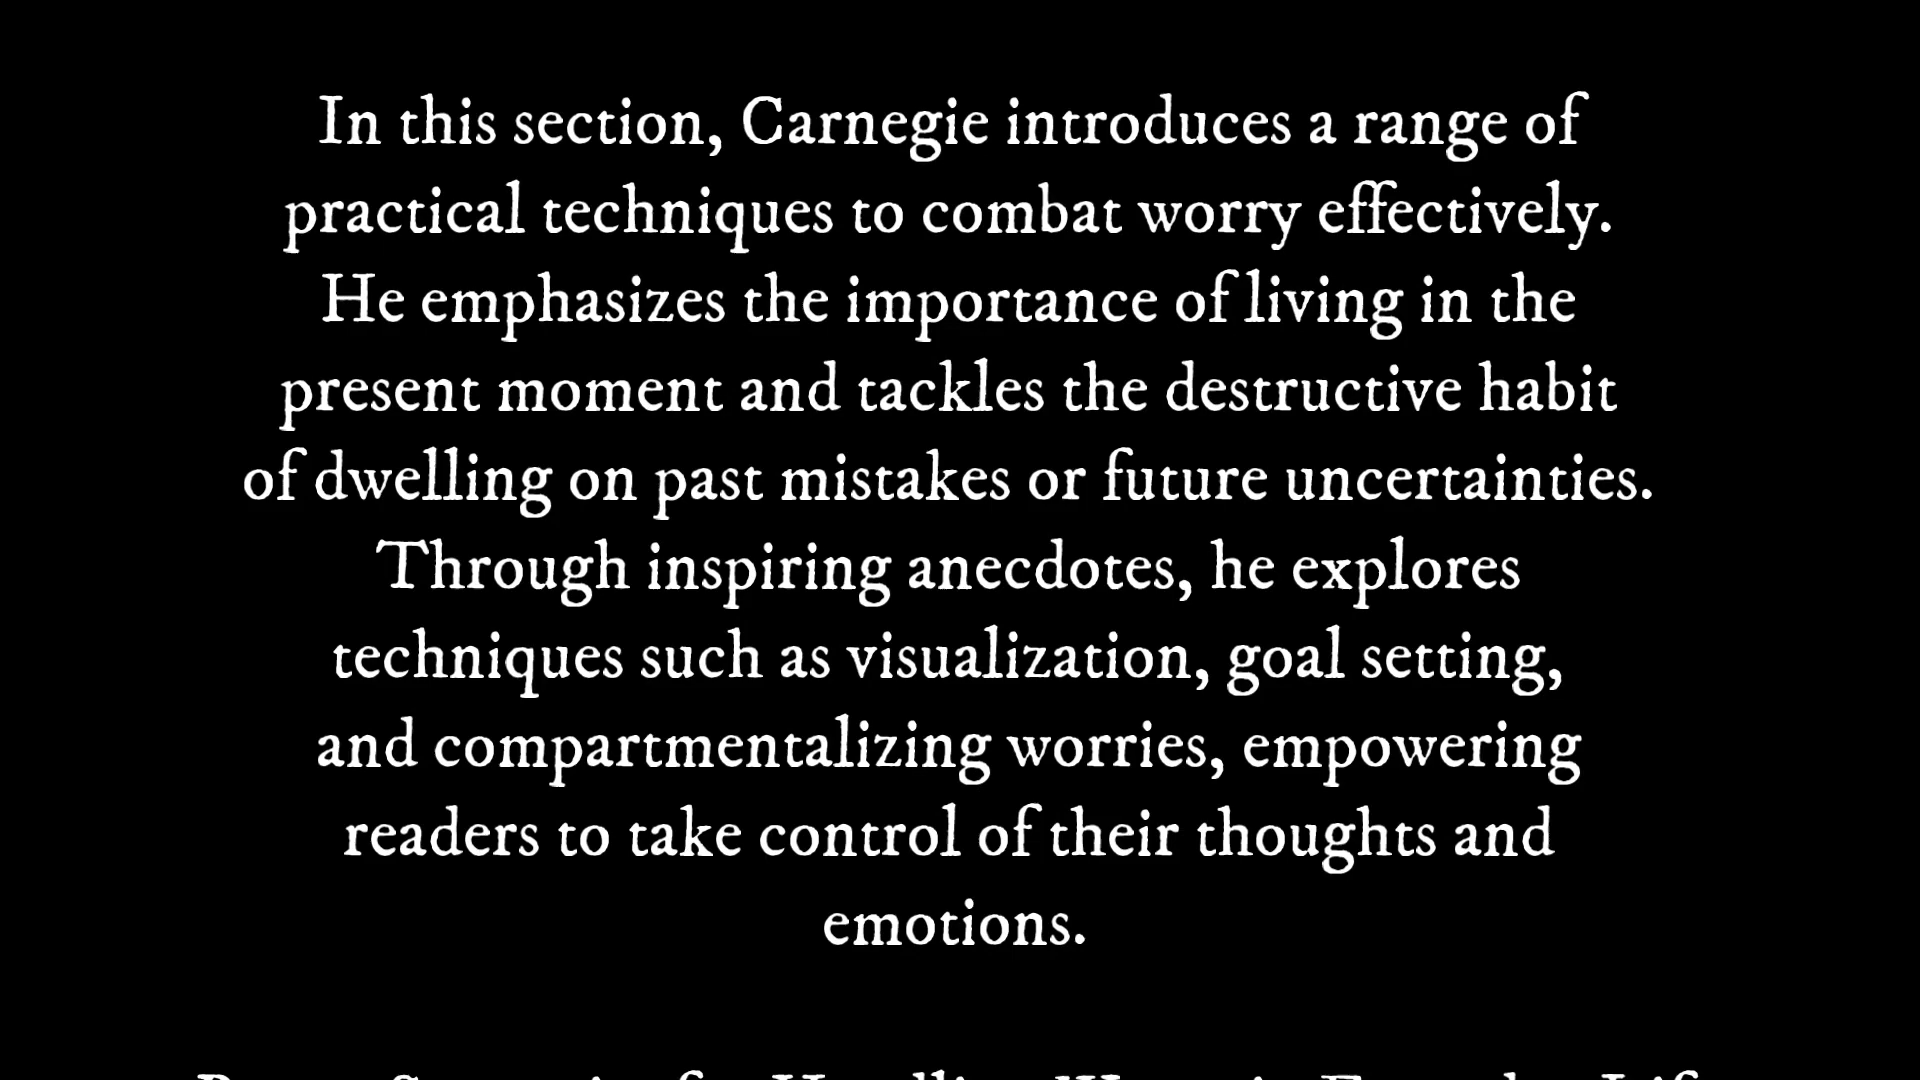 In this section, Carnegie introduces a range of
practical techniques to combat worry effectively.
He emphasizes the importance of living in the
present moment and tackles the destructive habit
of dwelling on past mistakes or future uncertainties.
Through inspiring anecdotes, he explores
techniques such as visualization, goal setting,
and compartmentalizing worries, empowering
readers to take control of their thoughts and
emotions.